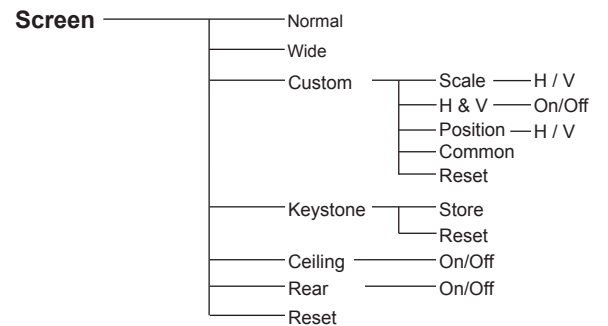 Screen Normal
Wide
Custom Scale H / V
H & V On/Off
Position H / V
Common
Reset
Keystone Store
Reset
Ceiling On/Off
Rear On/Off
Reset